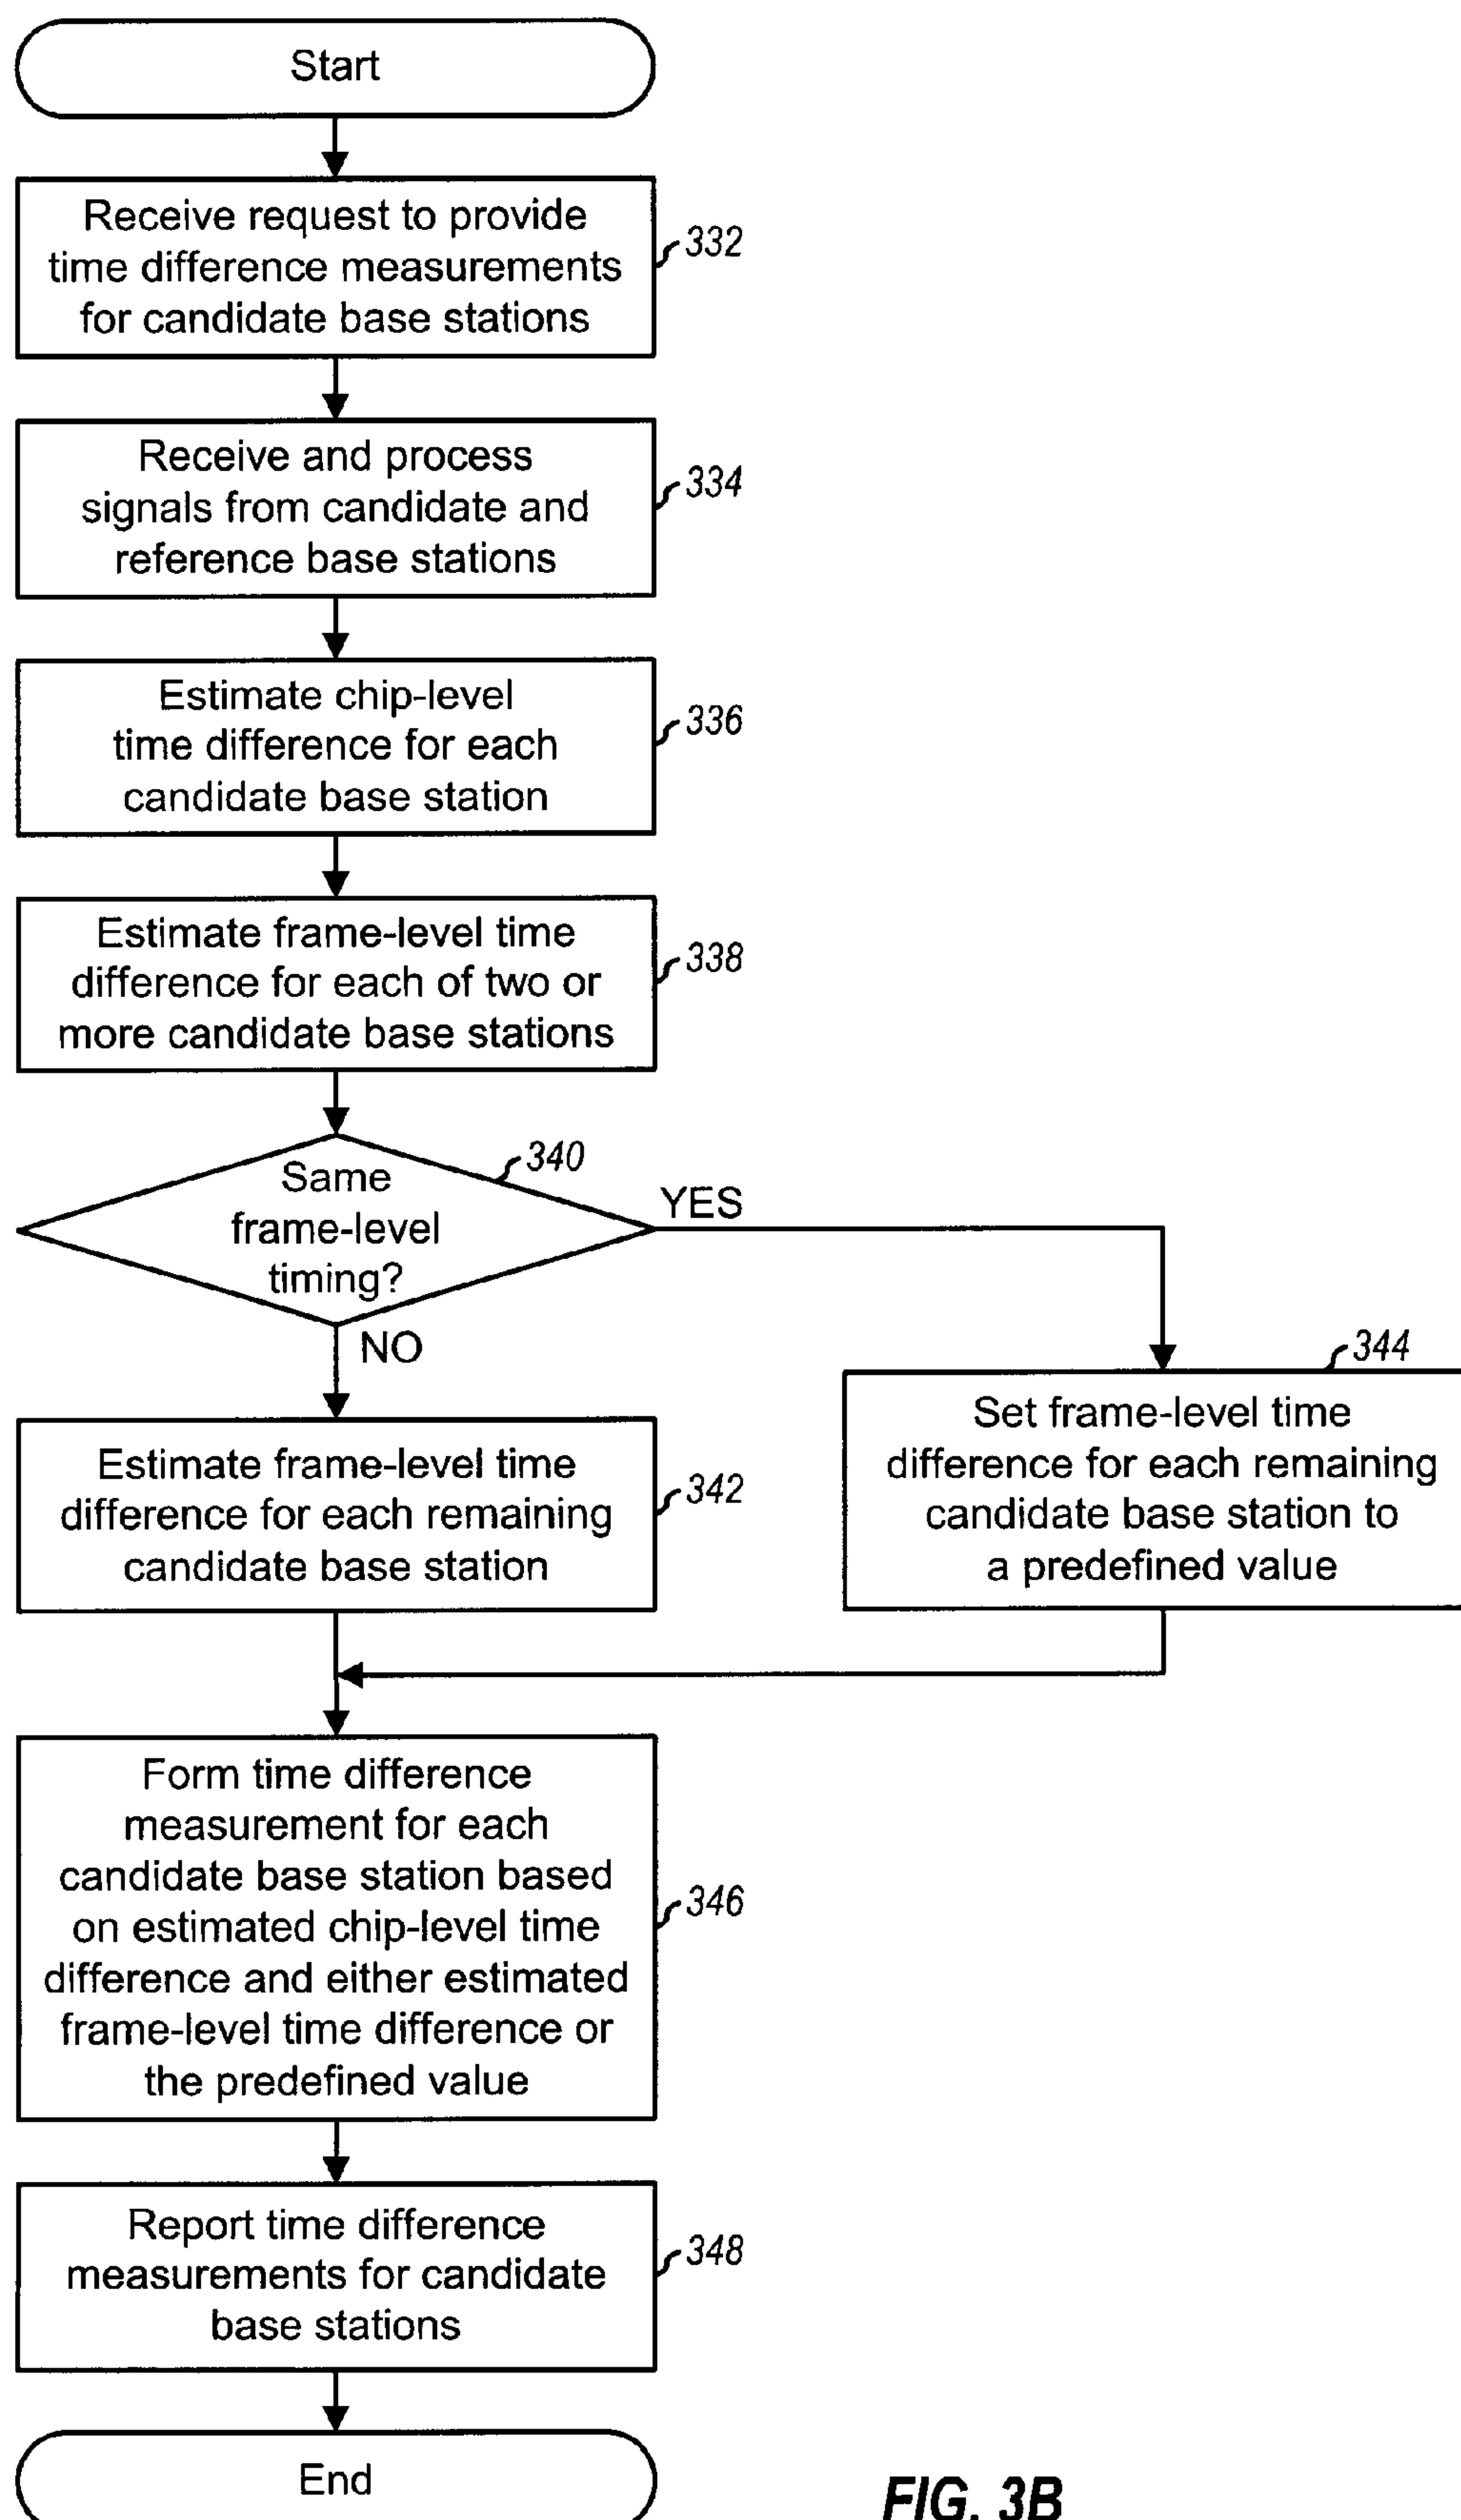 Start
Receive request to provide
time difference measurements
for candidate base stations
332
Receive and process
signals from candidate and
reference base stations
334
Estimate chip-level
time difference for each
candidate base station
336
Estimate frame-level time
difference for each of two or
more candidate base stations
338
Same
frame-level
timing?
340
YES
NO
Estimate frame-level time
difference for each remaining
candidate base station
342
Set frame-level time
difference for each remaining
candidate base station to
a predefined value
344
Form time difference
measurement for each
candidate base station based
on estimated chip-level time
difference and either estimated
frame-level time difference or
the predefined value
346
Report time difference
measurements for candidate
base stations
348
End
FIG. 3B